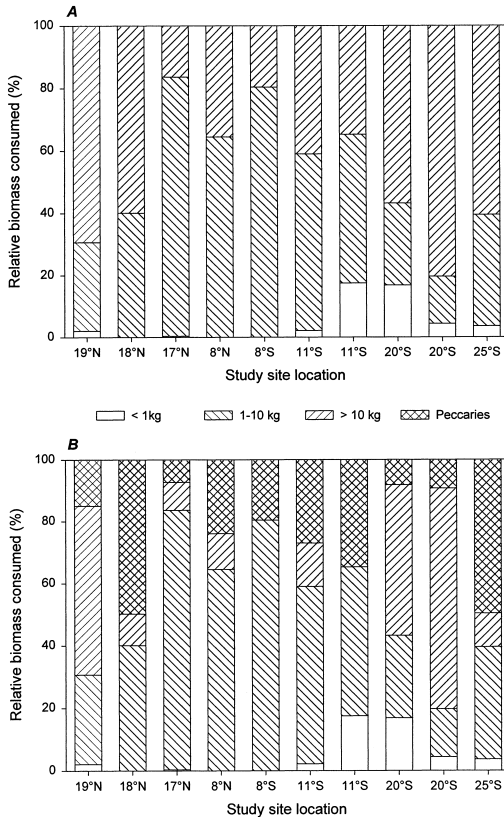 A
Relative biomass consumed (%)
100
80
60
40
20
0
19°N 18°N 17°N 8°N 8°S 11°S 11°S 20°S 20°S 25°S
Study site location
< 1kg 1-10 kg > 10 kg Peccaries
B
Relative biomass consumed (%)
100
80
60
40
20
0
19°N 18°N 17°N 8°N 8°S 11°S 11°S 20°S 20°S 25°S
Study site location